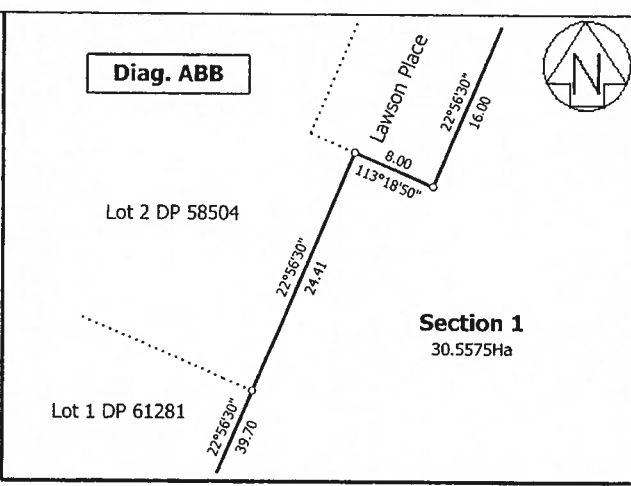 Diag. ABB
N
Lawson Place
22°56'30"
16.00
8.00
113°18'50"
Lot 2 DP 58504
22°56'30"
24.41
Section 1
30.5575Ha
Lot 1 DP 61281
22°56'30"
39.70